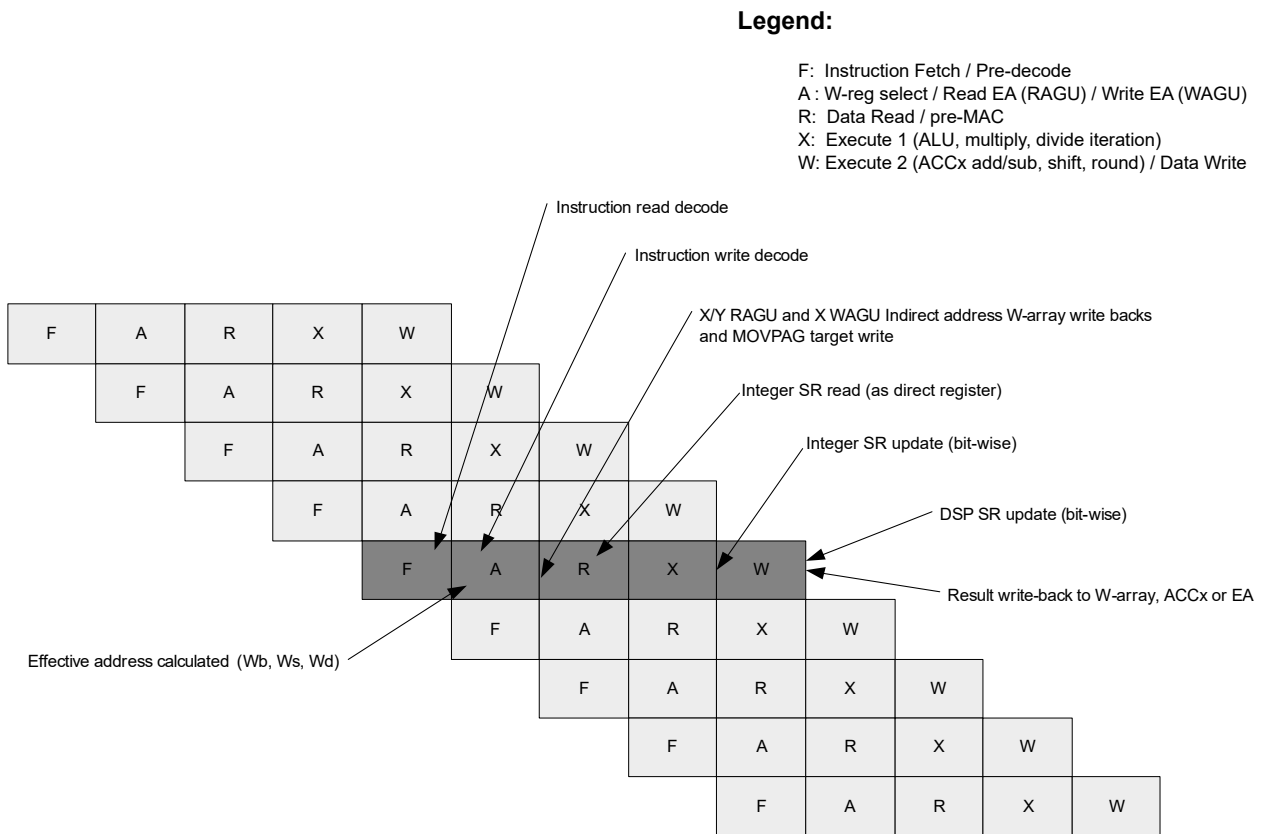 Legend:
F: Instruction Fetch / Pre-decode
A : W-reg select / Read EA (RAGU) / Write EA (WAGU)
R: Data Read / pre-MAC
X: Execute 1 (ALU, multiply, divide iteration)
W: Execute 2 (ACCx add/sub, shift, round) / Data Write
Instruction read decode
Instruction write decode
X/Y RAGU and X WAGU Indirect address W-array write backs
and MOVPAG target write
F A R X W
F A R X W
Integer SR read (as direct register)
F A R X W
Integer SR update (bit-wise)
F A R X W
DSP SR update (bit-wise)
F A R X W
Result write-back to W-array, ACCx or EA
F A R X W
Effective address calculated (Wb, Ws, Wd)
F A R X W
F A R X W
F A R X W